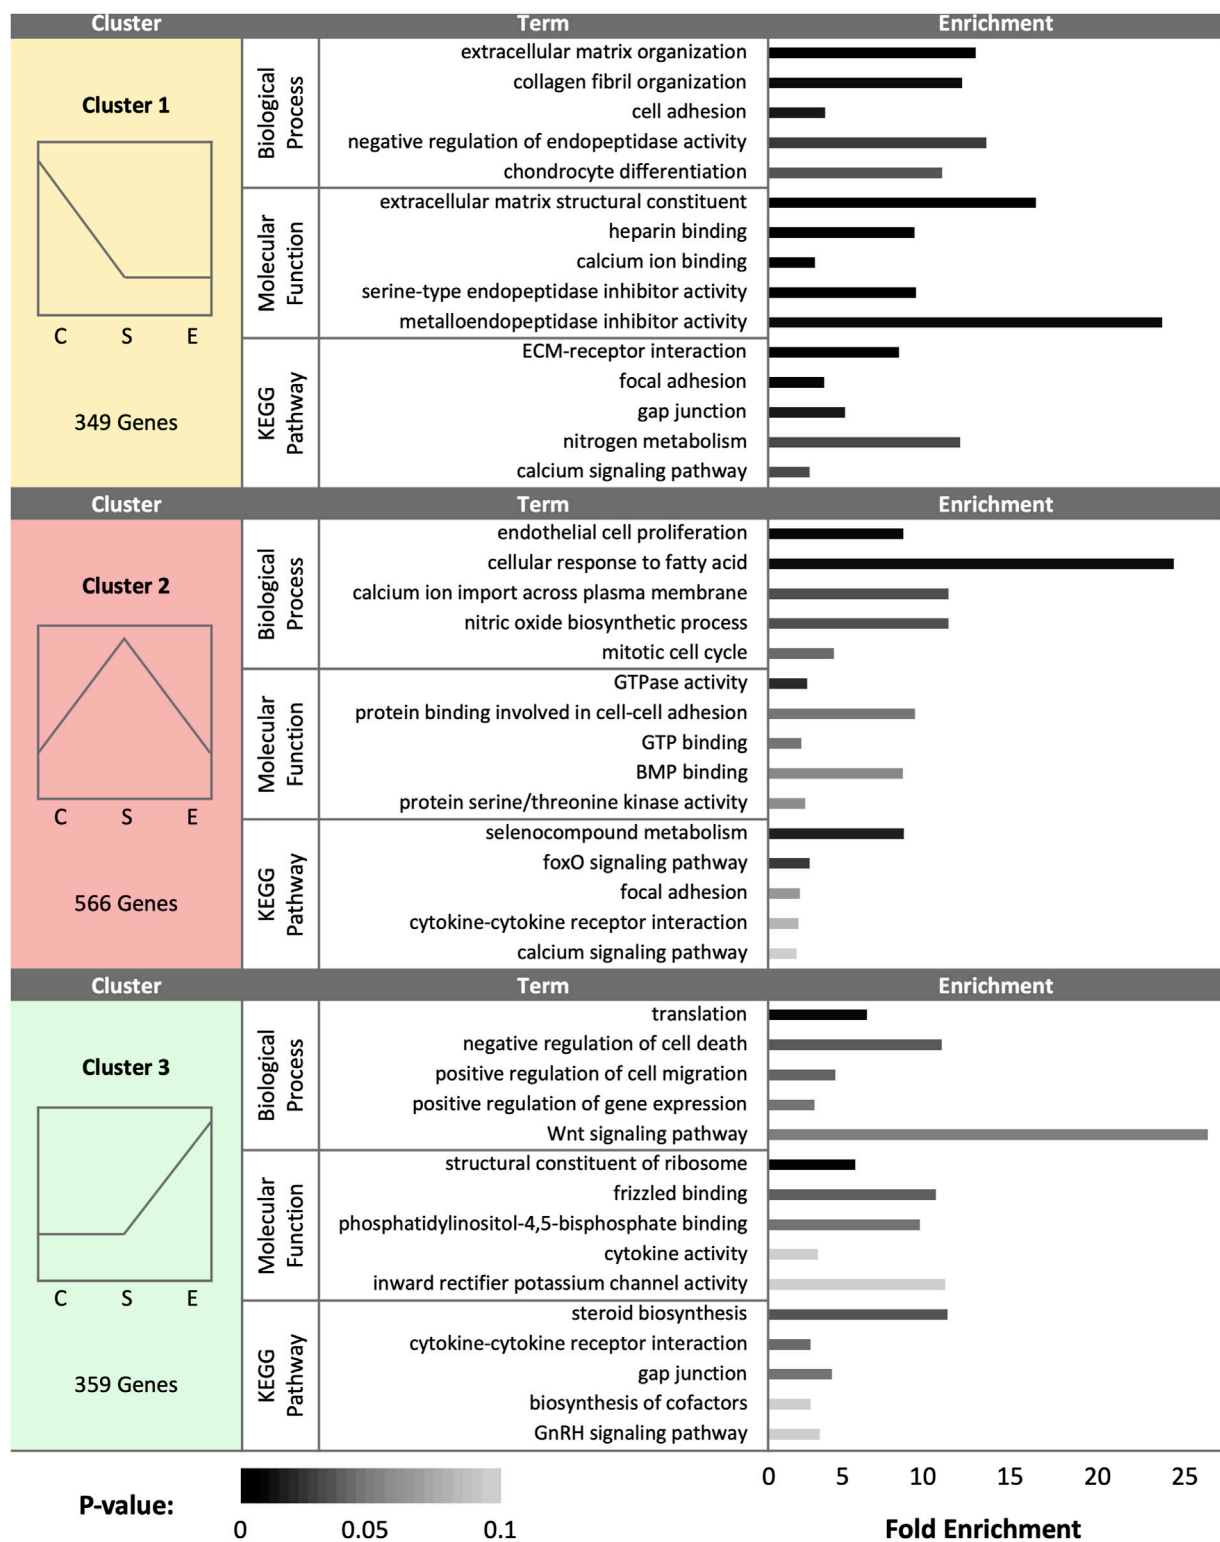 Cluster Term Enrichment
Cluster 1
C S E
349 Genes
Biological
Process
extracellular matrix organization
collagen fibril organization
cell adhesion
negative regulation of endopeptidase activity
chondrocyte differentiation
Molecular
Function
extracellular matrix structural constituent
heparin binding
calcium ion binding
serine-type endopeptidase inhibitor activity
metalloendopeptidase inhibitor activity
KEGG
Pathway
ECM-receptor interaction
focal adhesion
gap junction
nitrogen metabolism
calcium signaling pathway
Cluster Term Enrichment
Cluster 2
C S E
566 Genes
Biological
Process
endothelial cell proliferation
cellular response to fatty acid
calcium ion import across plasma membrane
nitric oxide biosynthetic process
mitotic cell cycle
Molecular
Function
GTPase activity
protein binding involved in cell-cell adhesion
GTP binding
BMP binding
protein serine/threonine kinase activity
KEGG
Pathway
selenocompound metabolism
foxO signaling pathway
focal adhesion
cytokine-cytokine receptor interaction
calcium signaling pathway
Cluster Term Enrichment
Cluster 3
C S E
359 Genes
Biological
Process
translation
negative regulation of cell death
positive regulation of cell migration
positive regulation of gene expression
Wnt signaling pathway
Molecular
Function
structural constituent of ribosome
frizzled binding
phosphatidylinositol-4,5-bisphosphate binding
cytokine activity
inward rectifier potassium channel activity
KEGG
Pathway
steroid biosynthesis
cytokine-cytokine receptor interaction
gap junction
biosynthesis of cofactors
GnRH signaling pathway
P-value:
0 0.05 0.1
0 5 10 15 20 25
Fold Enrichment